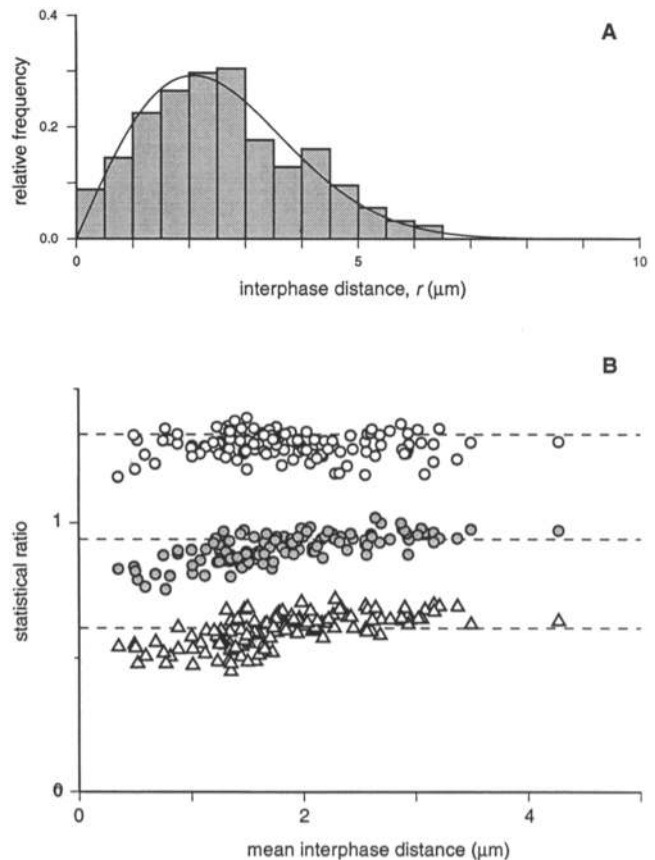 A
0.4
relative frequency
0.2
0.0
0
5
10
interphase distance, r (μm)
B
statistical ratio
1
0
0
2
4
mean interphase distance (μm)